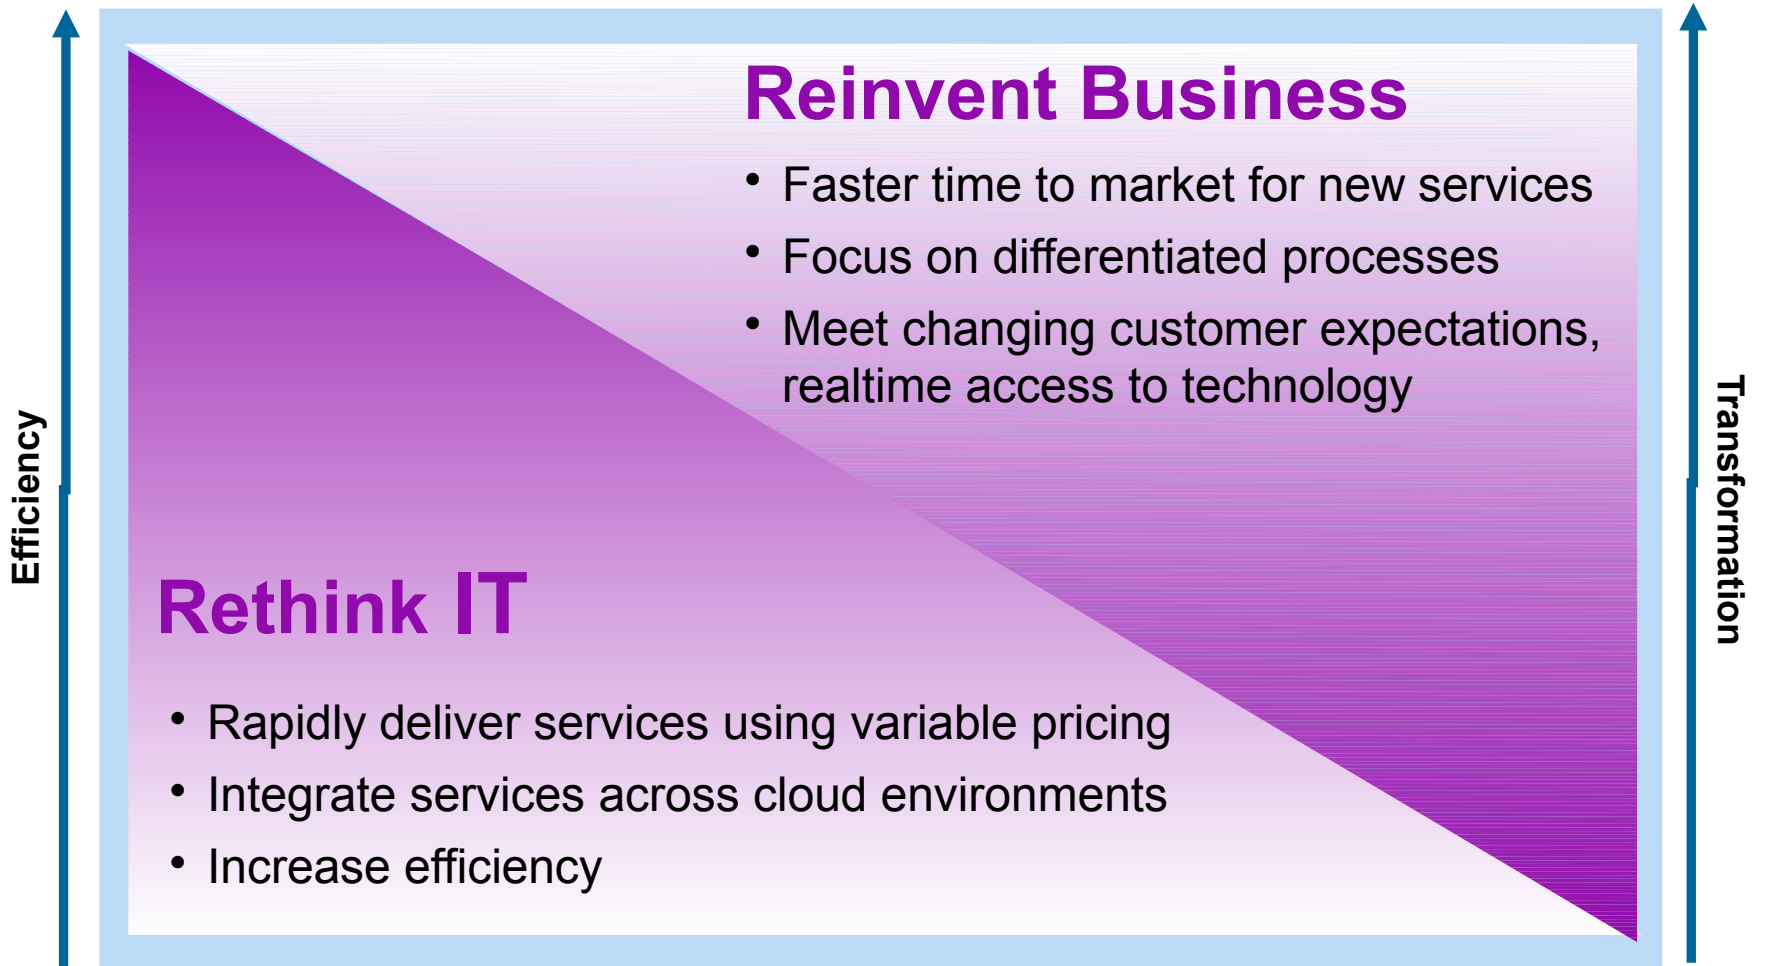 Reinvent Business
• Faster time to market for new services
• Focus on differentiated processes
• Meet changing customer expectations,
realtime access to technology
Efficiency
Transformation
Rethink IT
• Rapidly deliver services using variable pricing
• Integrate services across cloud environments
• Increase efficiency